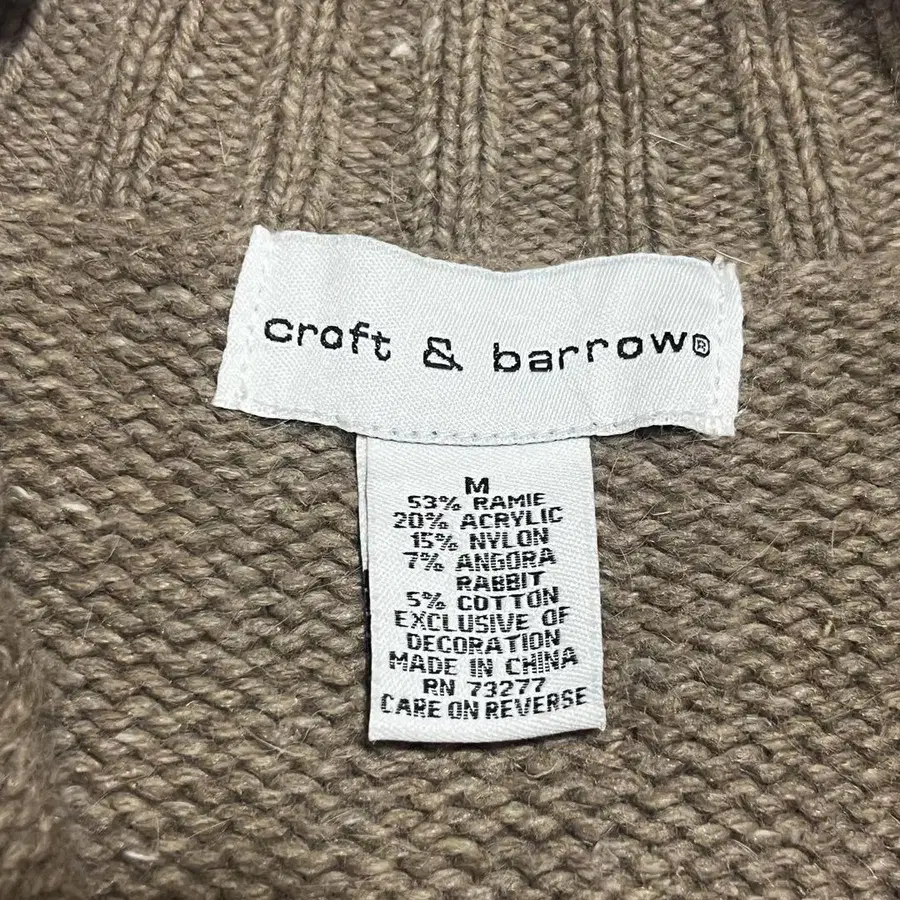 croft & barrow®
M
53% RAMIE
20% ACRYLIC
15% NYLON
7% ANGORA
RABBIT
5% COTTON
EXCLUSIVE OF
DECORATION
MADE IN CHINA
RN 73277
CARE ON REVERSE